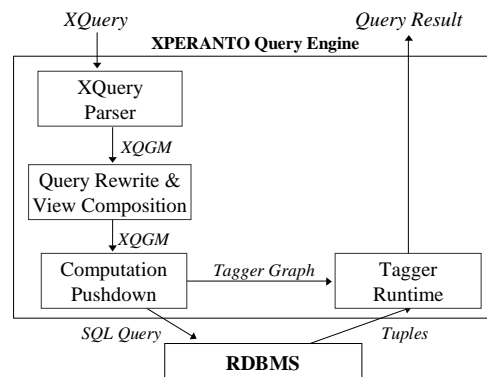 XQuery
Query Result
XPERANTO Query Engine
XQuery
Parser
XQGM
Query Rewrite &
View Composition
XQGM
Computation
Pushdown
Tagger Graph
Tagger
Runtime
SQL Query
Tuples
RDBMS